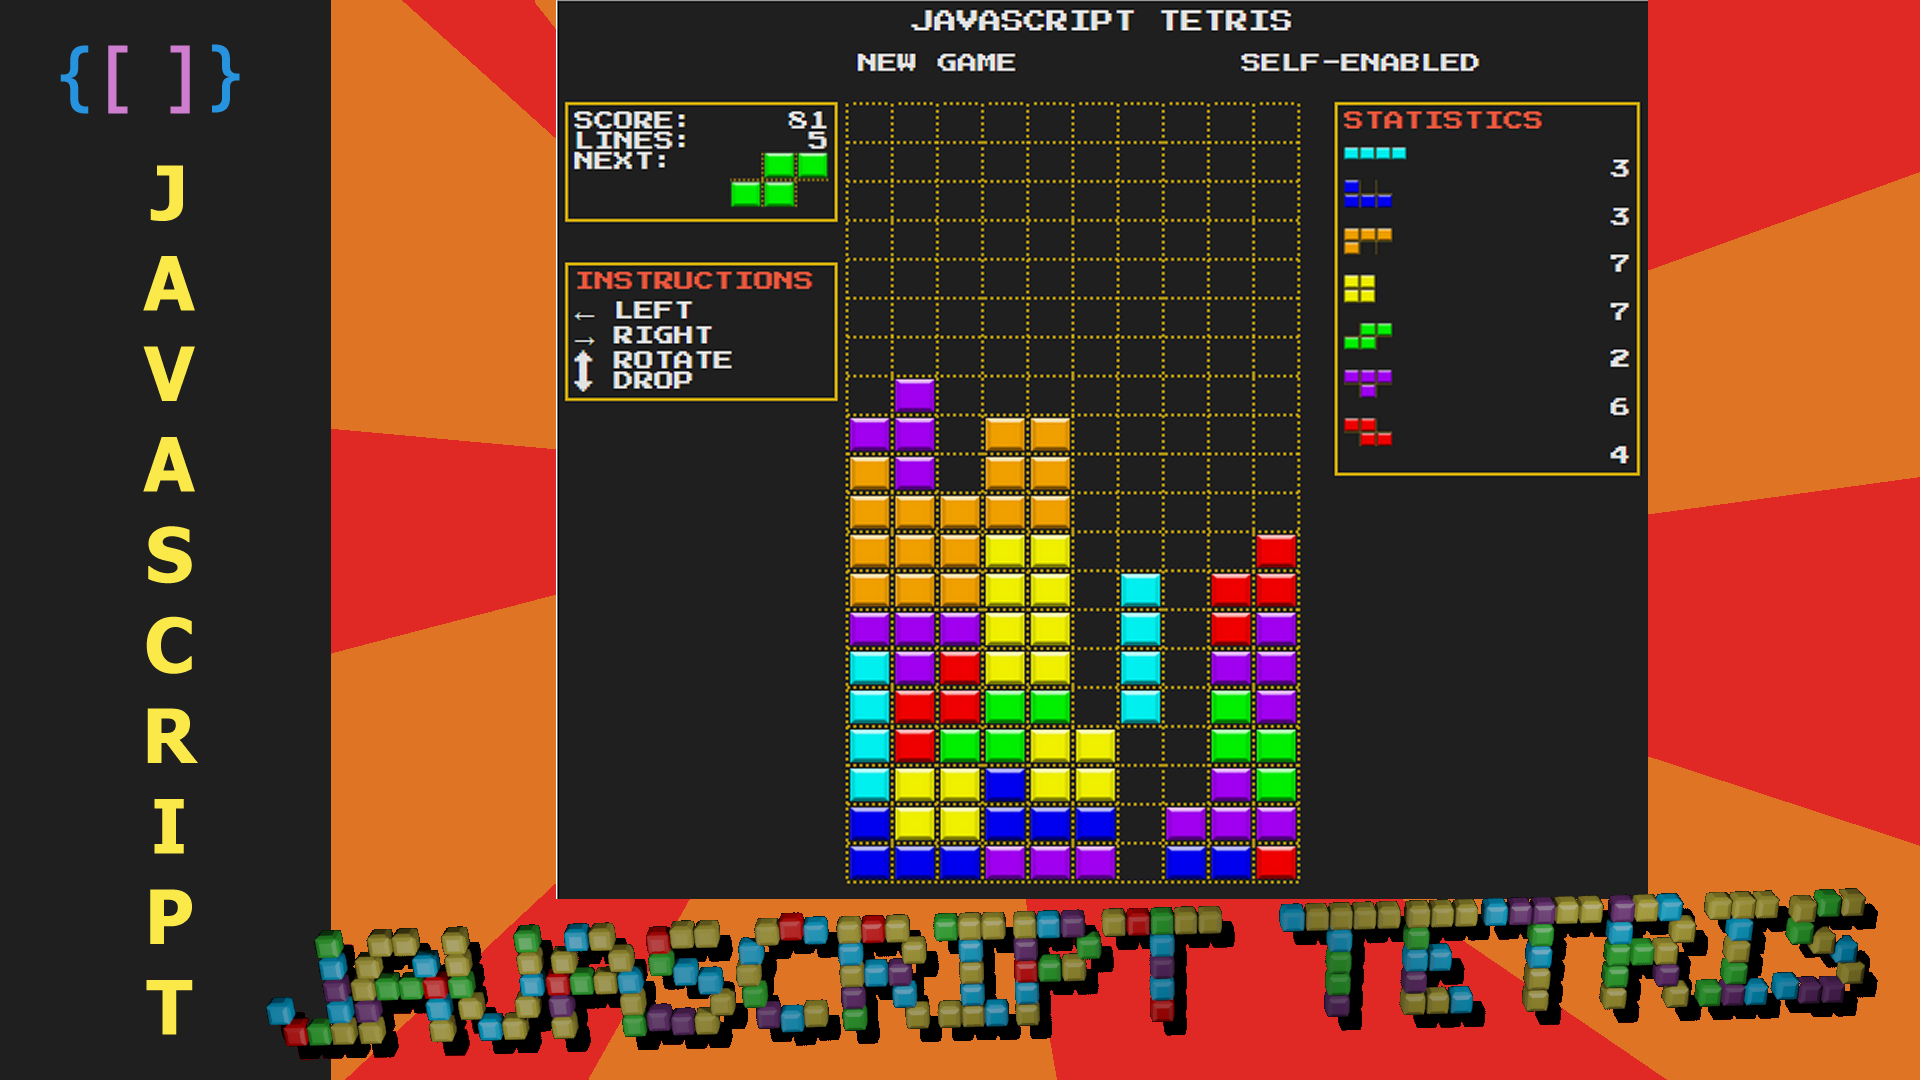 {[ ]}
JAVASCRIPT
JAVASCRIPT TETRIS
NEW GAME
SELF-ENABLED
SCORE: 81
LINES: 5
NEXT:
INSTRUCTIONS
← LEFT
→ RIGHT
↕ ROTATE
DROP
STATISTICS
3
3
7
7
2
6
4
JAVASCRIPT TETRIS